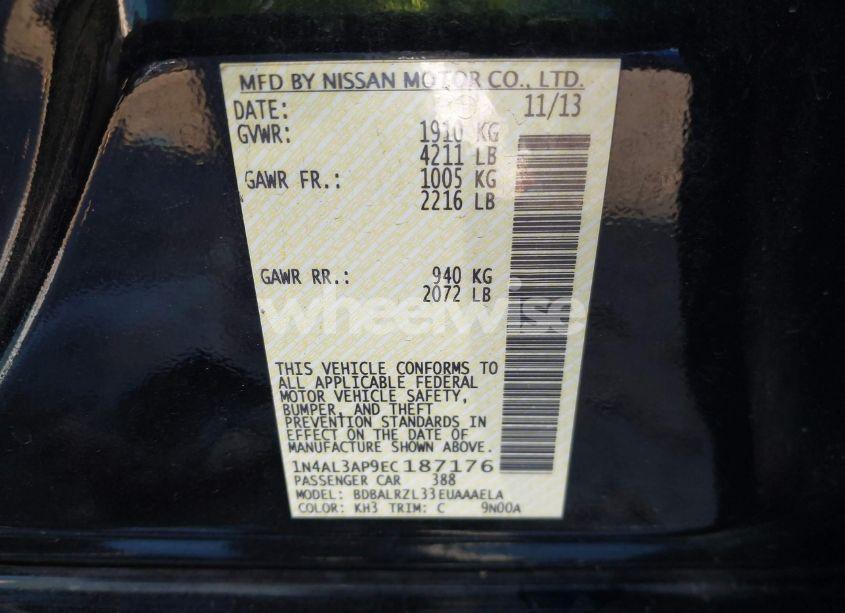 MFD BY NISSAN MOTOR CO., LTD.
DATE: 11/13
GVWR: 1910 KG
4211 LB
GAWR FR.: 1005 KG
2216 LB
GAWR RR.: 940 KG
2072 LB
wheelwise
THIS VEHICLE CONFORMS TO
ALL APPLICABLE FEDERAL
MOTOR VEHICLE SAFETY,
BUMPER, AND THEFT
PREVENTION STANDARDS IN
EFFECT ON THE DATE OF
MANUFACTURE SHOWN ABOVE.
1N4AL3AP9EC187176
PASSENGER CAR 388
MODEL: BDBALRZL33EUAAAELA
COLOR: KH3 TRIM: C 9N00A